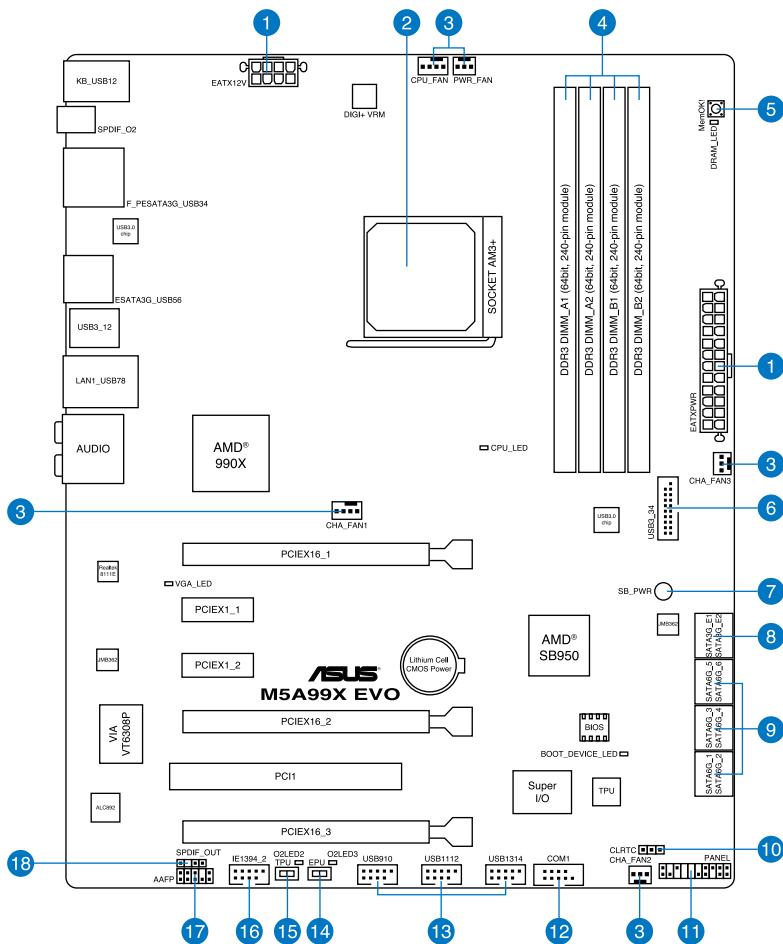 1
2
3
4
KB_USB12
EATX12V
CPU_FAN
PWR_FAN
DIGI+ VRM
MemOK!
5
DRAM_LED
SPDIF_O2
F_PESATA3G_USB34
USB3.0
chip
SOCKET AM3+
DDR3 DIMM_A1 (64bit, 240-pin module)
DDR3 DIMM_A2 (64bit, 240-pin module)
DDR3 DIMM_B1 (64bit, 240-pin module)
DDR3 DIMM_B2 (64bit, 240-pin module)
ESATA3G_USB56
USB3_12
LAN1_USB78
1
EATXPWR
AUDIO
AMD®
990X
CPU_LED
3
CHA_FAN3
3
CHA_FAN1
USB3.0
chip
USB3_34
6
PCIEX16_1
Realtek
8111E
VGA_LED
SB_PWR
7
PCIEX1_1
JMB362
SATA3G_E1
SATA3G_E2
8
AMD®
SB950
JMB362
PCIEX1_2
ASUS
M5A99X EVO
Lithium Cell
CMOS Power
SATA6G_5
SATA6G_6
SATA6G_3
SATA6G_4
9
VIA
VT6308P
PCIEX16_2
BIOS
BOOT_DEVICE_LED
SATA6G_1
SATA6G_2
PCI1
Super
I/O
TPU
ALC892
PCIEX16_3
CLRTC
10
SPDIF_OUT
18
AAFP
IE1394_2
O2LED2
TPU
O2LED3
EPU
USB910
USB1112
USB1314
COM1
CHA_FAN2
PANEL
17
16
15
14
13
12
3
11